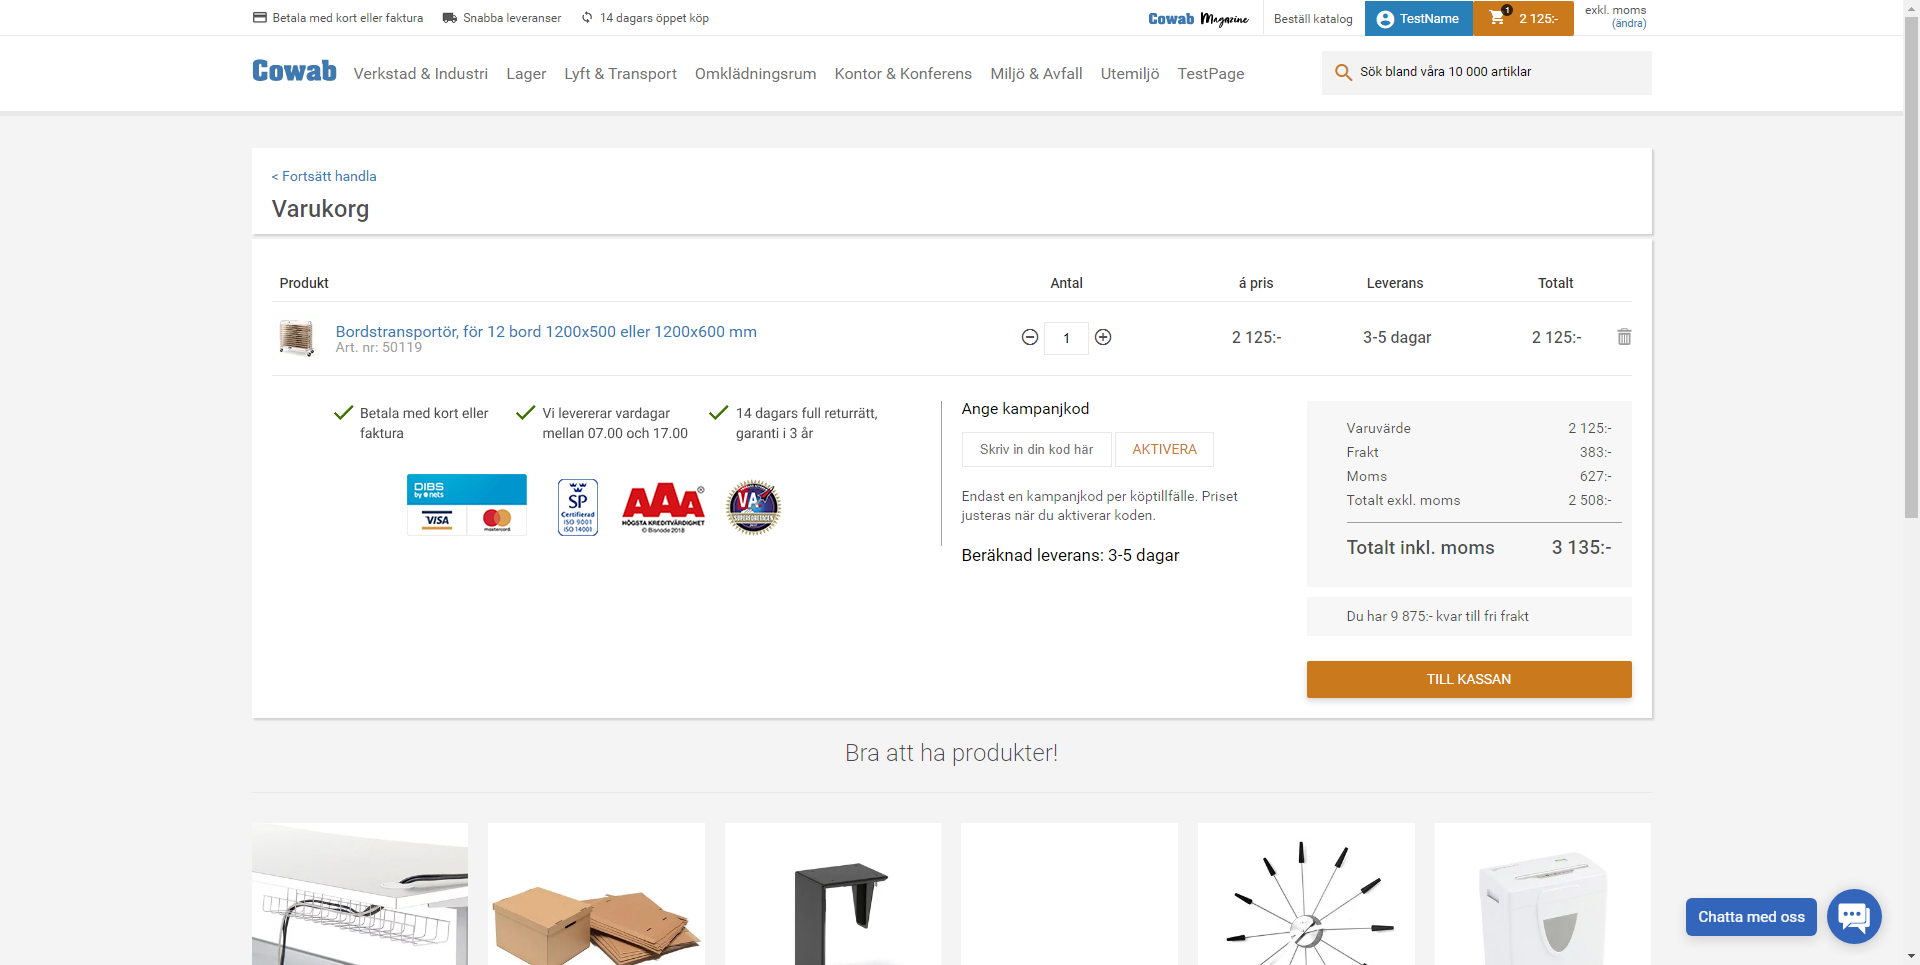 Betala med kort eller faktura
Snabba leveranser
14 dagars öppet köp
Cowab Magazine
Beställ katalog
TestName
1
2 125:-
exkl. moms
(ändra)
Cowab
Verkstad & Industri
Lager
Lyft & Transport
Omklädningsrum
Kontor & Konferens
Miljö & Avfall
Utemiljö
TestPage
Sök bland våra 10 000 artiklar
< Fortsätt handla
Varukorg
Produkt
Antal
á pris
Leverans
Totalt
Bordstransportör, för 12 bord 1200x500 eller 1200x600 mm
Art. nr: 50119
1
2 125:-
3-5 dagar
2 125:-
Betala med kort eller
faktura
Vi levererar vardagar
mellan 07.00 och 17.00
14 dagars full returrätt,
garanti i 3 år
DIBS
by nets
VISA
mastercard
SP
Certifierad
ISO 9001
ISO 14001
AAA
HÖGSTA KREDITVÄRDIGHET
© Bisnode 2018
VA
SUPERFÖRETAGEN
Ange kampanjkod
Skriv in din kod här
AKTIVERA
Endast en kampanjkod per köptillfälle. Priset
justeras när du aktiverar koden.
Beräknad leverans: 3-5 dagar
Varuvärde 2 125:-
Frakt 383:-
Moms 627:-
Totalt exkl. moms 2 508:-
Totalt inkl. moms 3 135:-
Du har 9 875:- kvar till fri frakt
TILL KASSAN
Bra att ha produkter!
Chatta med oss